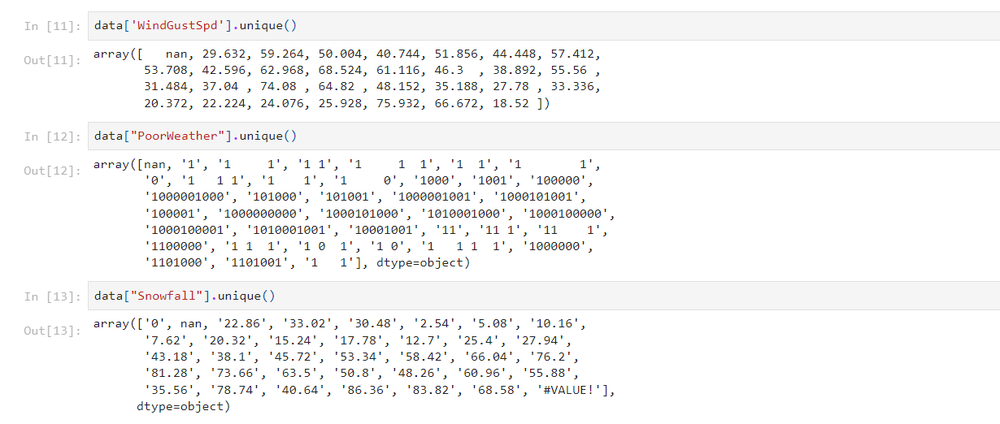 In [11]: data['WindGustSpd'].unique()
Out[11]: array([   nan, 29.632, 59.264, 50.004, 40.744, 51.856, 44.448, 57.412,
       53.708, 42.596, 62.968, 68.524, 61.116, 46.3  , 38.892, 55.56 ,
       31.484, 37.04 , 74.08 , 64.82 , 48.152, 35.188, 27.78 , 33.336,
       20.372, 22.224, 24.076, 25.928, 75.932, 66.672, 18.52 ])
In [12]: data["PoorWeather"].unique()
Out[12]: array([nan, '1', '1     1', '1 1', '1     1  1', '1  1', '1        1',
       '0', '1   1 1', '1    1', '1     0', '1000', '1001', '100000',
       '1000001000', '101000', '101001', '1000001001', '1000101001',
       '100001', '1000000000', '1000101000', '1010001000', '1000100000',
       '1000100001', '1010001001', '10001001', '11', '11 1', '11    1',
       '1100000', '1 1  1', '1 0  1', '1 0', '1   1 1  1', '1000000',
       '1101000', '1101001', '1   1'], dtype=object)
In [13]: data["Snowfall"].unique()
Out[13]: array(['0', nan, '22.86', '33.02', '30.48', '2.54', '5.08', '10.16',
       '7.62', '20.32', '15.24', '17.78', '12.7', '25.4', '27.94',
       '43.18', '38.1', '45.72', '53.34', '58.42', '66.04', '76.2',
       '81.28', '73.66', '63.5', '50.8', '48.26', '60.96', '55.88',
       '35.56', '78.74', '40.64', '86.36', '83.82', '68.58', '#VALUE!'],
      dtype=object)